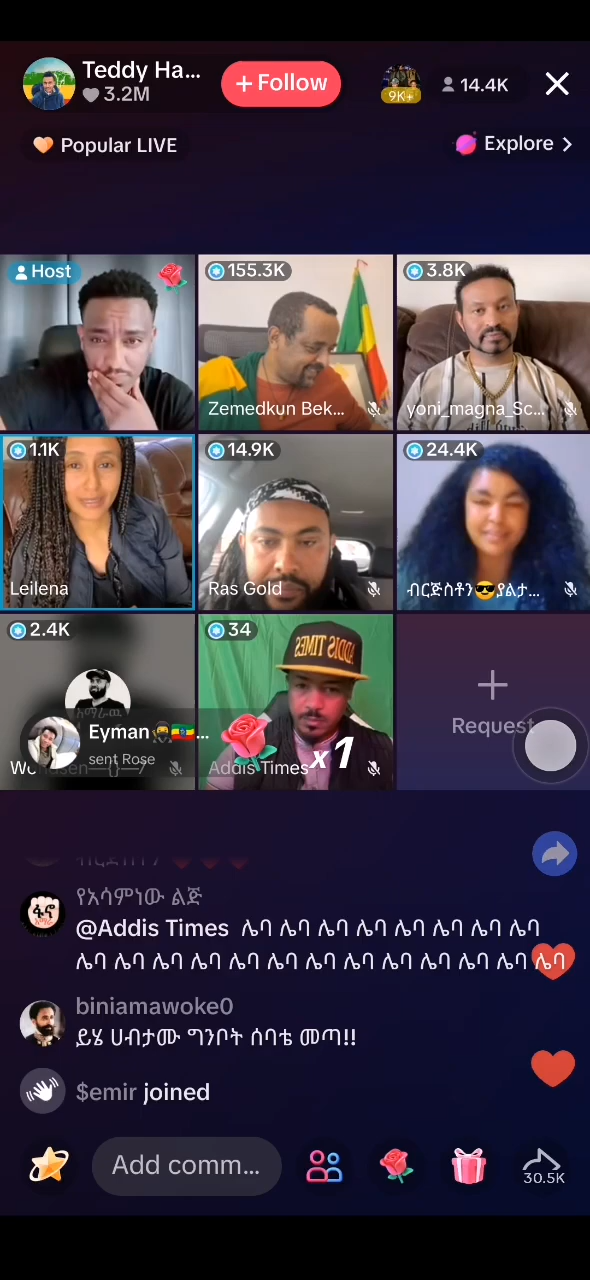 Teddy Ha...
3.2M
+ Follow
9K+
14.4K
Popular LIVE
Explore >
Host
155.3K
Zemedkun Bek...
3.8K
yoni_magna_Sc...
1.1K
Leilena
14.9K
Ras Gold
24.4K
ብርጅስቶን😎ያልታ...
2.4K
34
ADDIS TIMES
Eyman
...
sent Rose
x1
Addis Times
Request
የአሳምነው ልጅ
@Addis Times ሌባ ሌባ ሌባ ሌባ ሌባ ሌባ ሌባ ሌባ
ሌባ ሌባ ሌባ ሌባ ሌባ ሌባ ሌባ ሌባ ሌባ ሌባ ሌባ ሌባ ሌባ
ፋኖ
አማራ
biniamawoke0
ይሄ ሀብታሙ ግንቦት ሰባቴ መጣ!!
$emir joined
Add comm...
30.5K